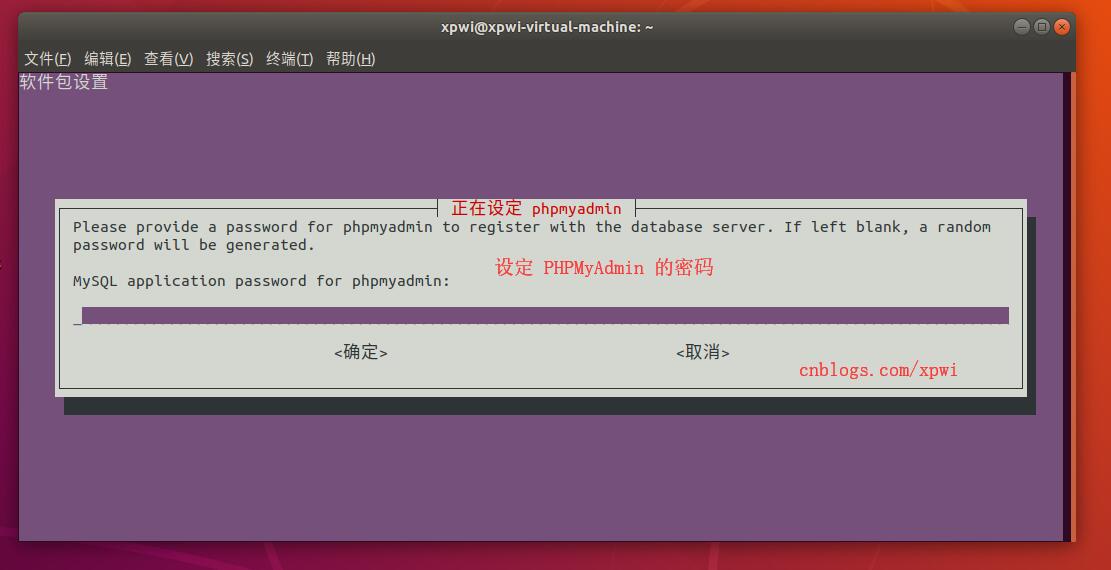 xpwi@xpwi-virtual-machine: ~
文件(F) 编辑(E) 查看(V) 搜索(S) 终端(T) 帮助(H)
软件包设置
正在设定 phpmyadmin
Please provide a password for phpmyadmin to register with the database server. If left blank, a random
password will be generated.
设定 PHPMyAdmin 的密码
MySQL application password for phpmyadmin:
<确定> <取消>
cnblogs.com/xpwi